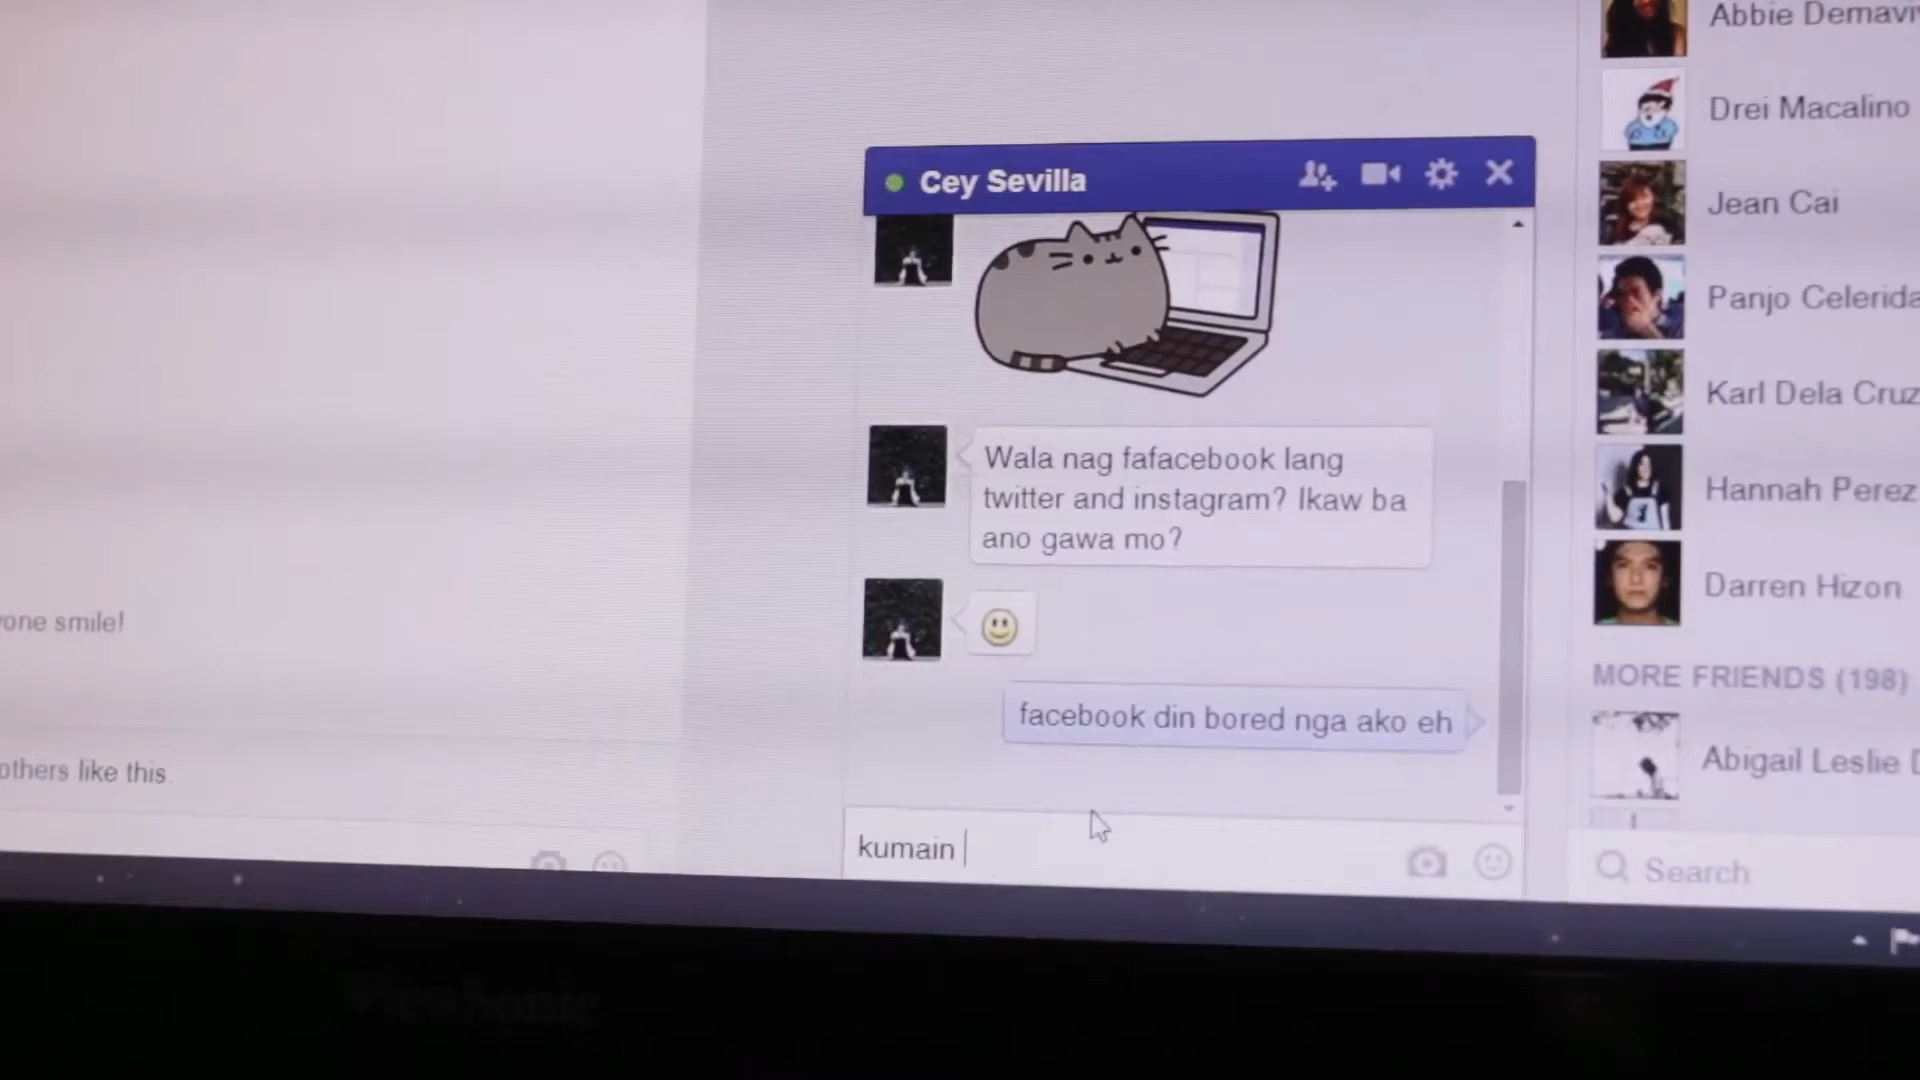 one smile!
others like this.
Cey Sevilla
Wala nag fafacebook lang
twitter and instagram? Ikaw ba
ano gawa mo?
facebook din bored nga ako eh
kumain
Abbie
Drei Macalino
Jean Cai
Panjo
Karl Dela Cruz
Hannah Perez
Darren Hizon
MORE FRIENDS (198)
Abigail Leslie
Search
ViewSonic